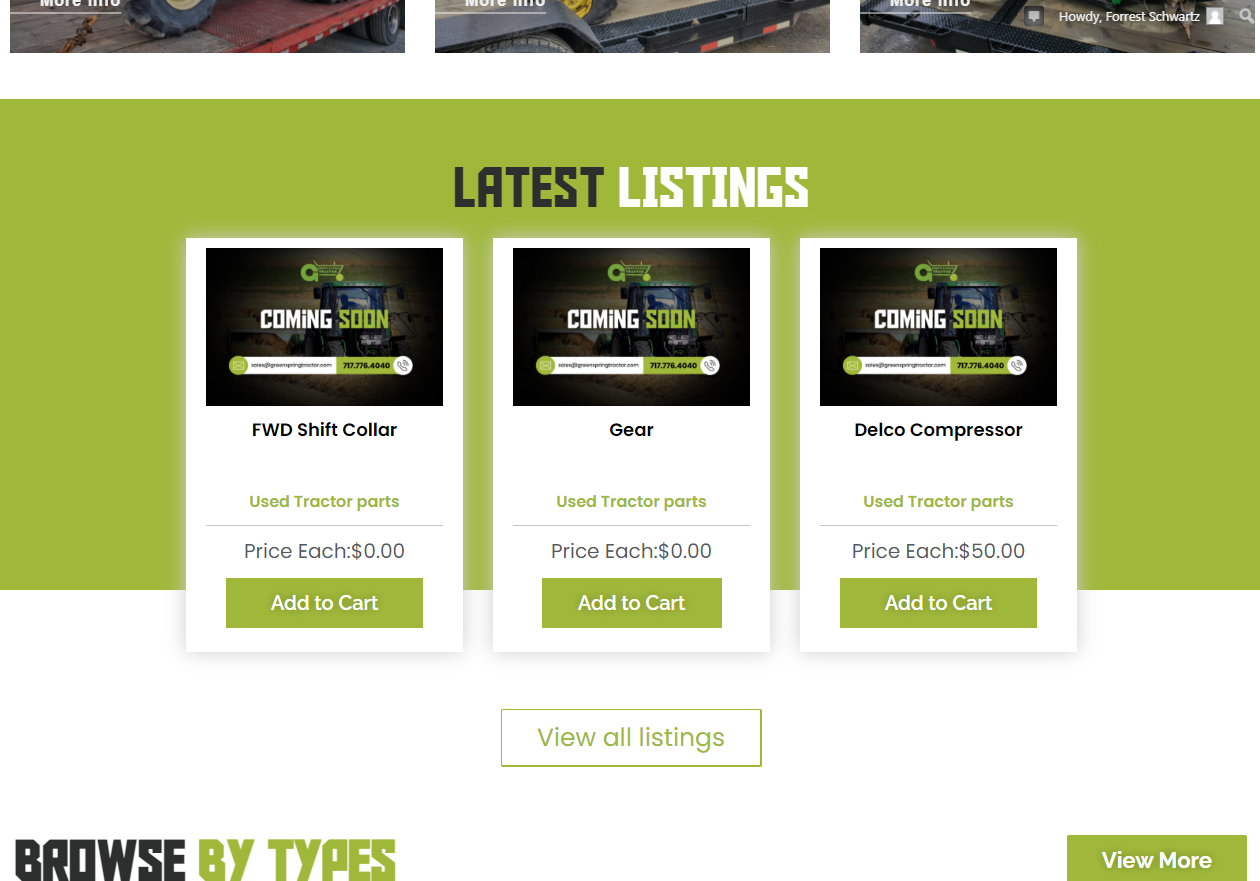 More Info
More Info
More Info
Howdy, Forrest Schwartz
LATEST LISTINGS
COMING SOON
sales@greenspringtractor.com 717.776.4040
COMING SOON
sales@greenspringtractor.com 717.776.4040
COMING SOON
sales@greenspringtractor.com 717.776.4040
FWD Shift Collar
Gear
Delco Compressor
Used Tractor parts
Used Tractor parts
Used Tractor parts
Price Each:$0.00
Price Each:$0.00
Price Each:$50.00
Add to Cart
Add to Cart
Add to Cart
View all listings
BROWSE BY TYPES
View More